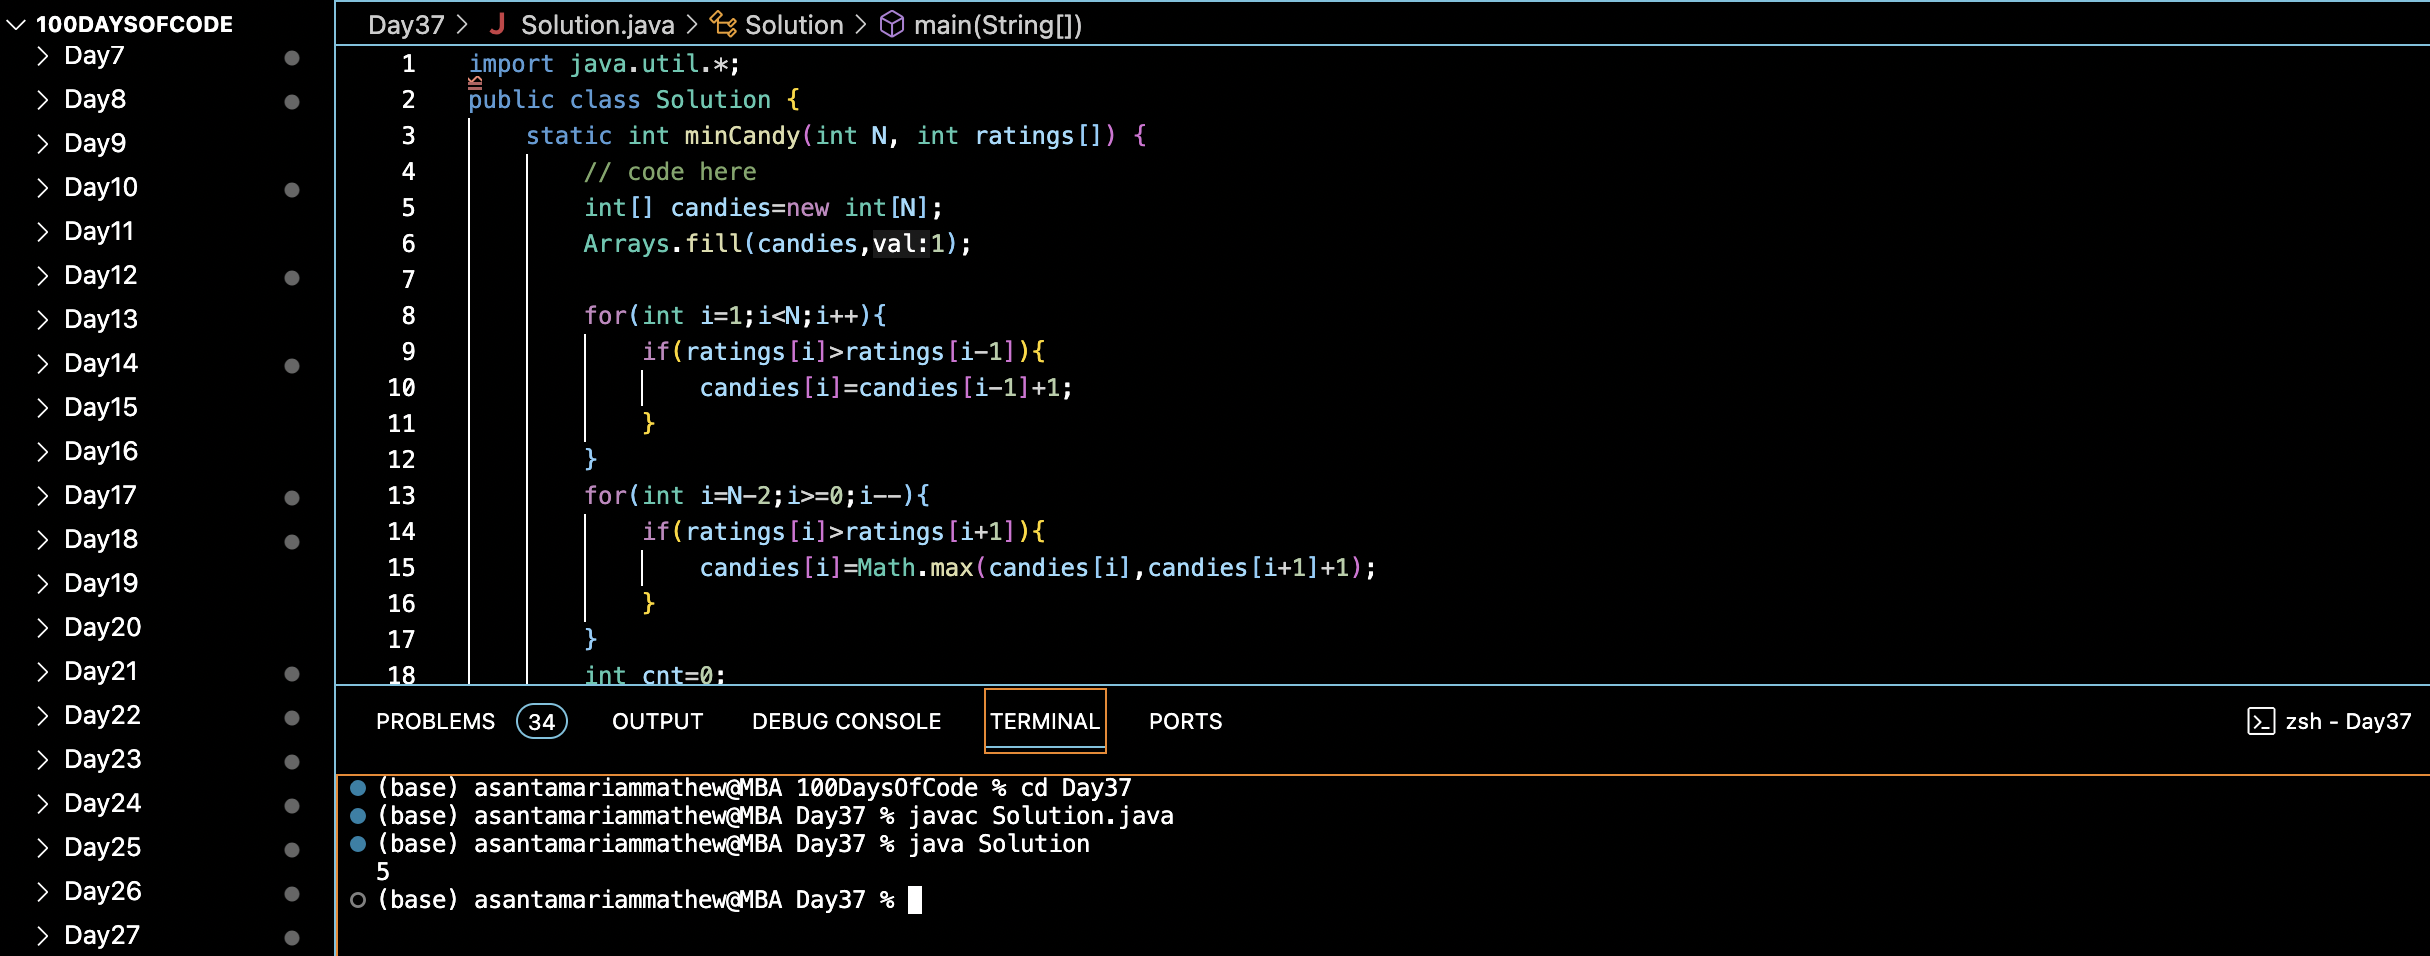 100DAYSOFCODE
Day7
Day8
Day9
Day10
Day11
Day12
Day13
Day14
Day15
Day16
Day17
Day18
Day19
Day20
Day21
Day22
Day23
Day24
Day25
Day26
Day27
Day37 > J Solution.java > Solution > main(String[])
1 import java.util.*;
2 public class Solution {
3 static int minCandy(int N, int ratings[]) {
4 // code here
5 int[] candies=new int[N];
6 Arrays.fill(candies,val:1);
7
8 for(int i=1;i<N;i++){
9 if(ratings[i]>ratings[i-1]){
10 candies[i]=candies[i-1]+1;
11 }
12 }
13 for(int i=N-2;i>=0;i--){
14 if(ratings[i]>ratings[i+1]){
15 candies[i]=Math.max(candies[i],candies[i+1]+1);
16 }
17 }
18 int cnt=0;
PROBLEMS 34 OUTPUT DEBUG CONSOLE TERMINAL PORTS zsh - Day37
(base) asantamariammathew@MBA 100DaysOfCode % cd Day37
(base) asantamariammathew@MBA Day37 % javac Solution.java
(base) asantamariammathew@MBA Day37 % java Solution
5
(base) asantamariammathew@MBA Day37 %